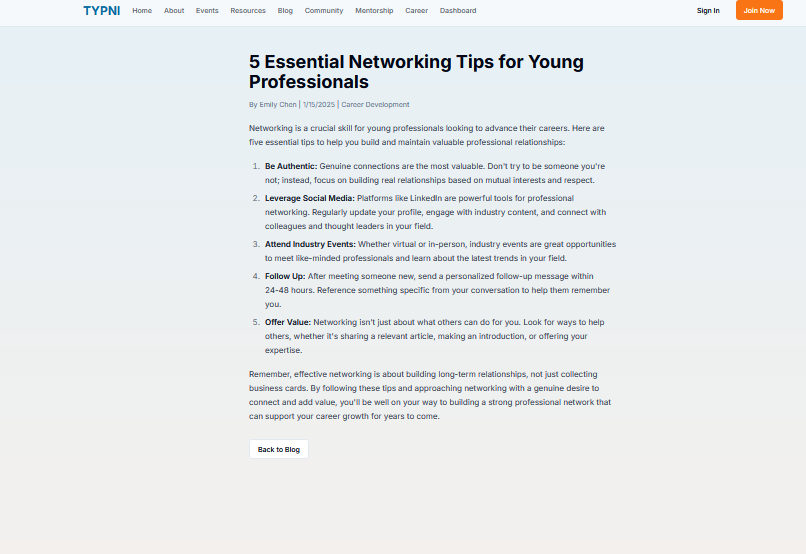 TYPNI Home About Events Resources Blog Community Mentorship Career Dashboard Sign In Join Now
5 Essential Networking Tips for Young
Professionals
By Emily Chen | 1/15/2025 | Career Development
Networking is a crucial skill for young professionals looking to advance their careers. Here are
five essential tips to help you build and maintain valuable professional relationships:
1. Be Authentic: Genuine connections are the most valuable. Don't try to be someone you're
not; instead, focus on building real relationships based on mutual interests and respect.
2. Leverage Social Media: Platforms like LinkedIn are powerful tools for professional
networking. Regularly update your profile, engage with industry content, and connect with
colleagues and thought leaders in your field.
3. Attend Industry Events: Whether virtual or in-person, industry events are great opportunities
to meet like-minded professionals and learn about the latest trends in your field.
4. Follow Up: After meeting someone new, send a personalized follow-up message within
24-48 hours. Reference something specific from your conversation to help them remember
you.
5. Offer Value: Networking isn't just about what others can do for you. Look for ways to help
others, whether it's sharing a relevant article, making an introduction, or offering your
expertise.
Remember, effective networking is about building long-term relationships, not just collecting
business cards. By following these tips and approaching networking with a genuine desire to
connect and add value, you'll be well on your way to building a strong professional network that
can support your career growth for years to come.
Back to Blog